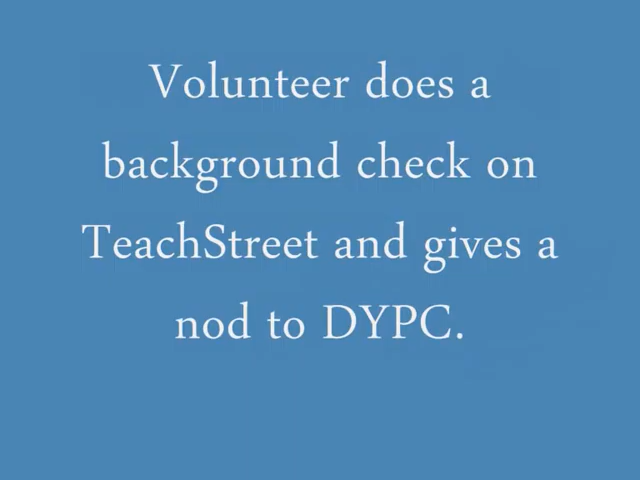 Volunteer does a
background check on
TeachStreet and gives a
nod to DYPC.